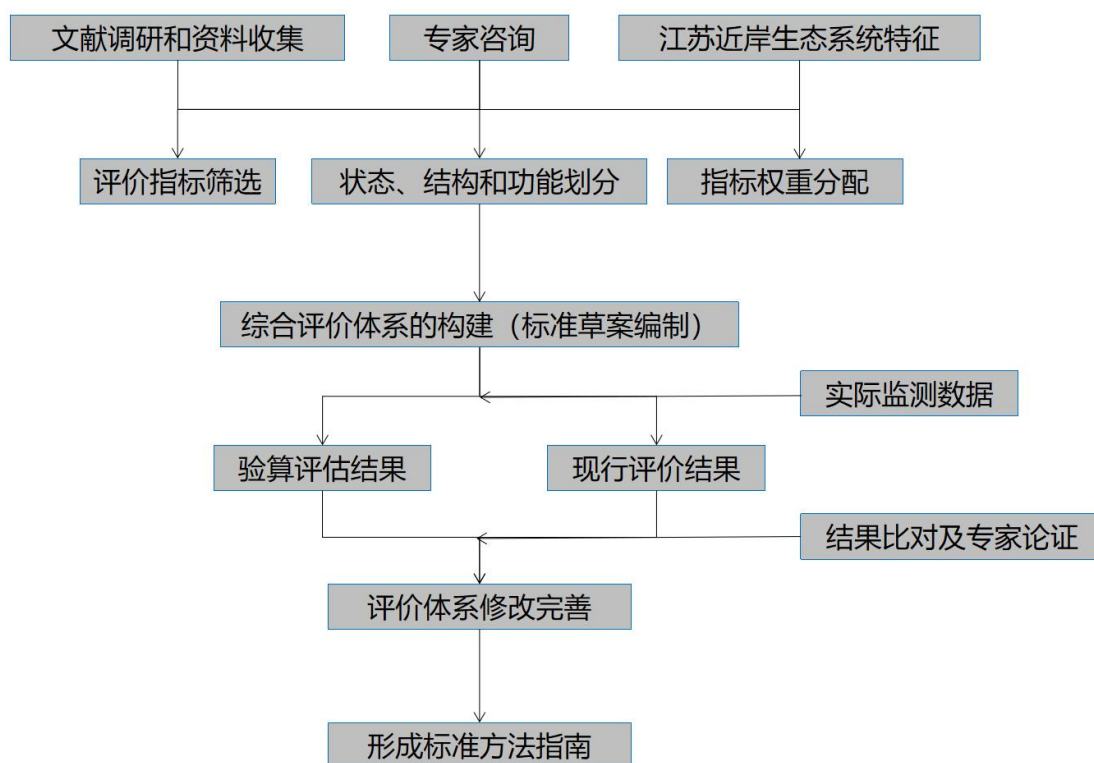 文献调研和资料收集
专家咨询
江苏近岸生态系统特征
评价指标筛选
状态、结构和功能划分
指标权重分配
综合评价体系的构建（标准草案编制）
实际监测数据
验算评估结果
现行评价结果
结果比对及专家论证
评价体系修改完善
形成标准方法指南